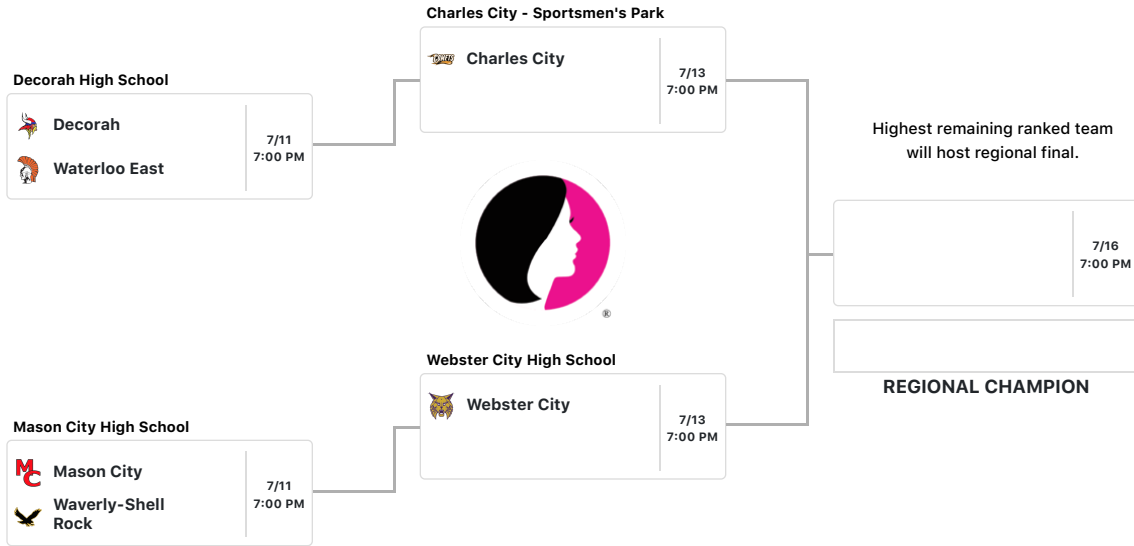 Charles City - Sportsmen's Park
COMETS
Charles City
7/13
7:00 PM
Decorah High School
Decorah
Waterloo East
7/11
7:00 PM
Highest remaining ranked team
will host regional final.
7/16
7:00 PM
REGIONAL CHAMPION
®
Webster City High School
Webster City
7/13
7:00 PM
Mason City High School
MC
Mason City
Waverly-Shell
Rock
7/11
7:00 PM